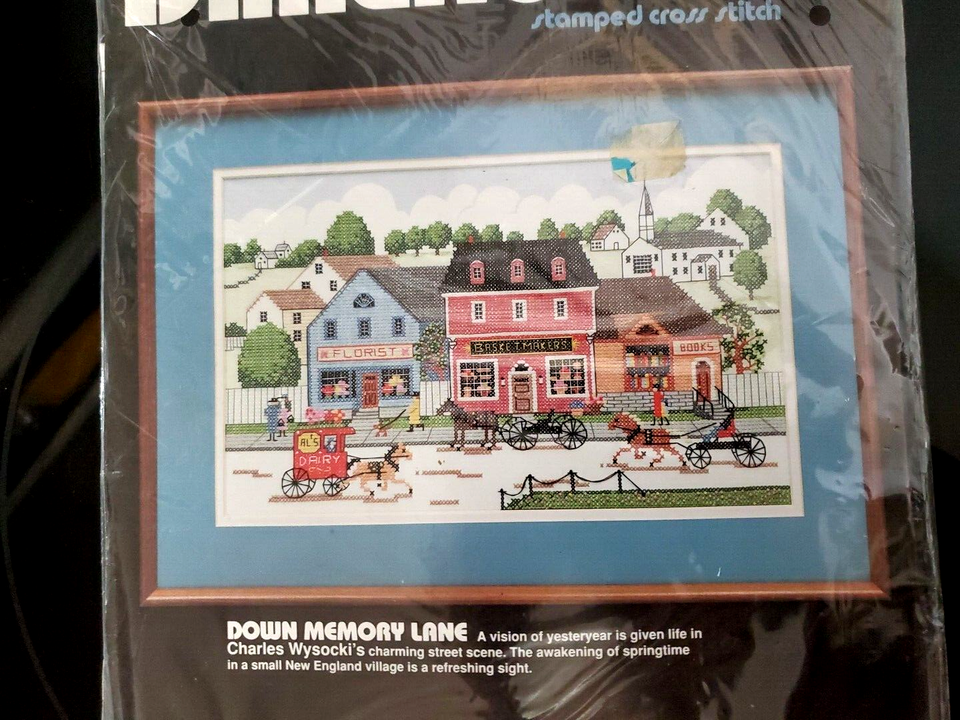 stamped cross stitch
FLORIST
BASKETMAKERS
BOOKS
AL'S
DAIRY
DOWN MEMORY LANE A vision of yesteryear is given life in
Charles Wysocki's charming street scene. The awakening of springtime
in a small New England village is a refreshing sight.